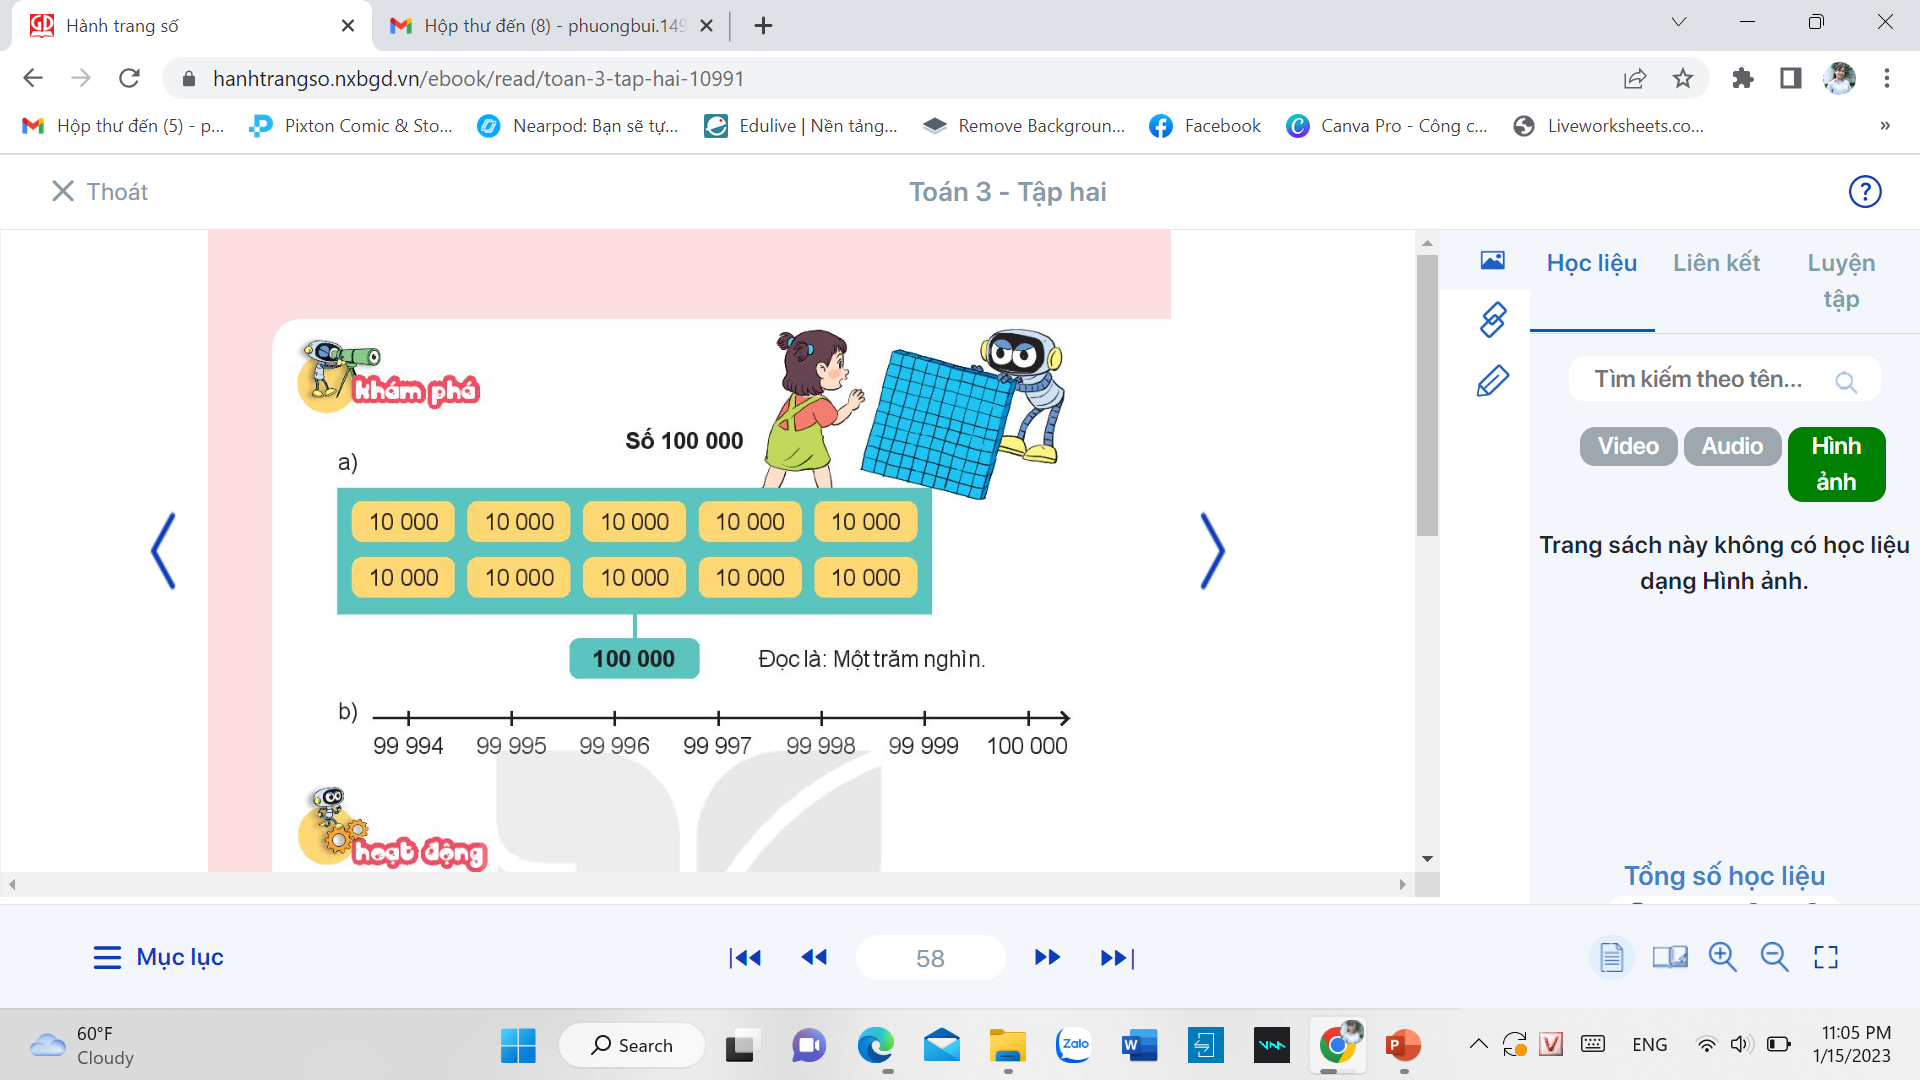 Hành trang số
Hộp thư đến (8) - phuongbui.149
hanhtrangso.nxbgd.vn/ebook/read/toan-3-tap-hai-10991
Hộp thư đến (5) - p...
Pixton Comic & Sto...
Nearpod: Bạn sẽ tự...
Edulive | Nền tảng...
Remove Backgroun...
Facebook
Canva Pro - Công c...
Liveworksheets.co...
»
Thoát
Toán 3 - Tập hai
?
khám phá
Số 100 000
a)
10 000 10 000 10 000 10 000 10 000
10 000 10 000 10 000 10 000 10 000
100 000
Đọc là: Một trăm nghìn.
b)
99 994 99 995 99 996 99 997 99 998 99 999 100 000
hoạt động
Học liệu
Liên kết
Luyện
tập
Tìm kiếm theo tên...
Video
Audio
Hình
ảnh
Trang sách này không có học liệu
dạng Hình ảnh.
Tổng số học liệu
Mục lục
58
60°F
Cloudy
Search
Zalo
ENG
11:05 PM
1/15/2023